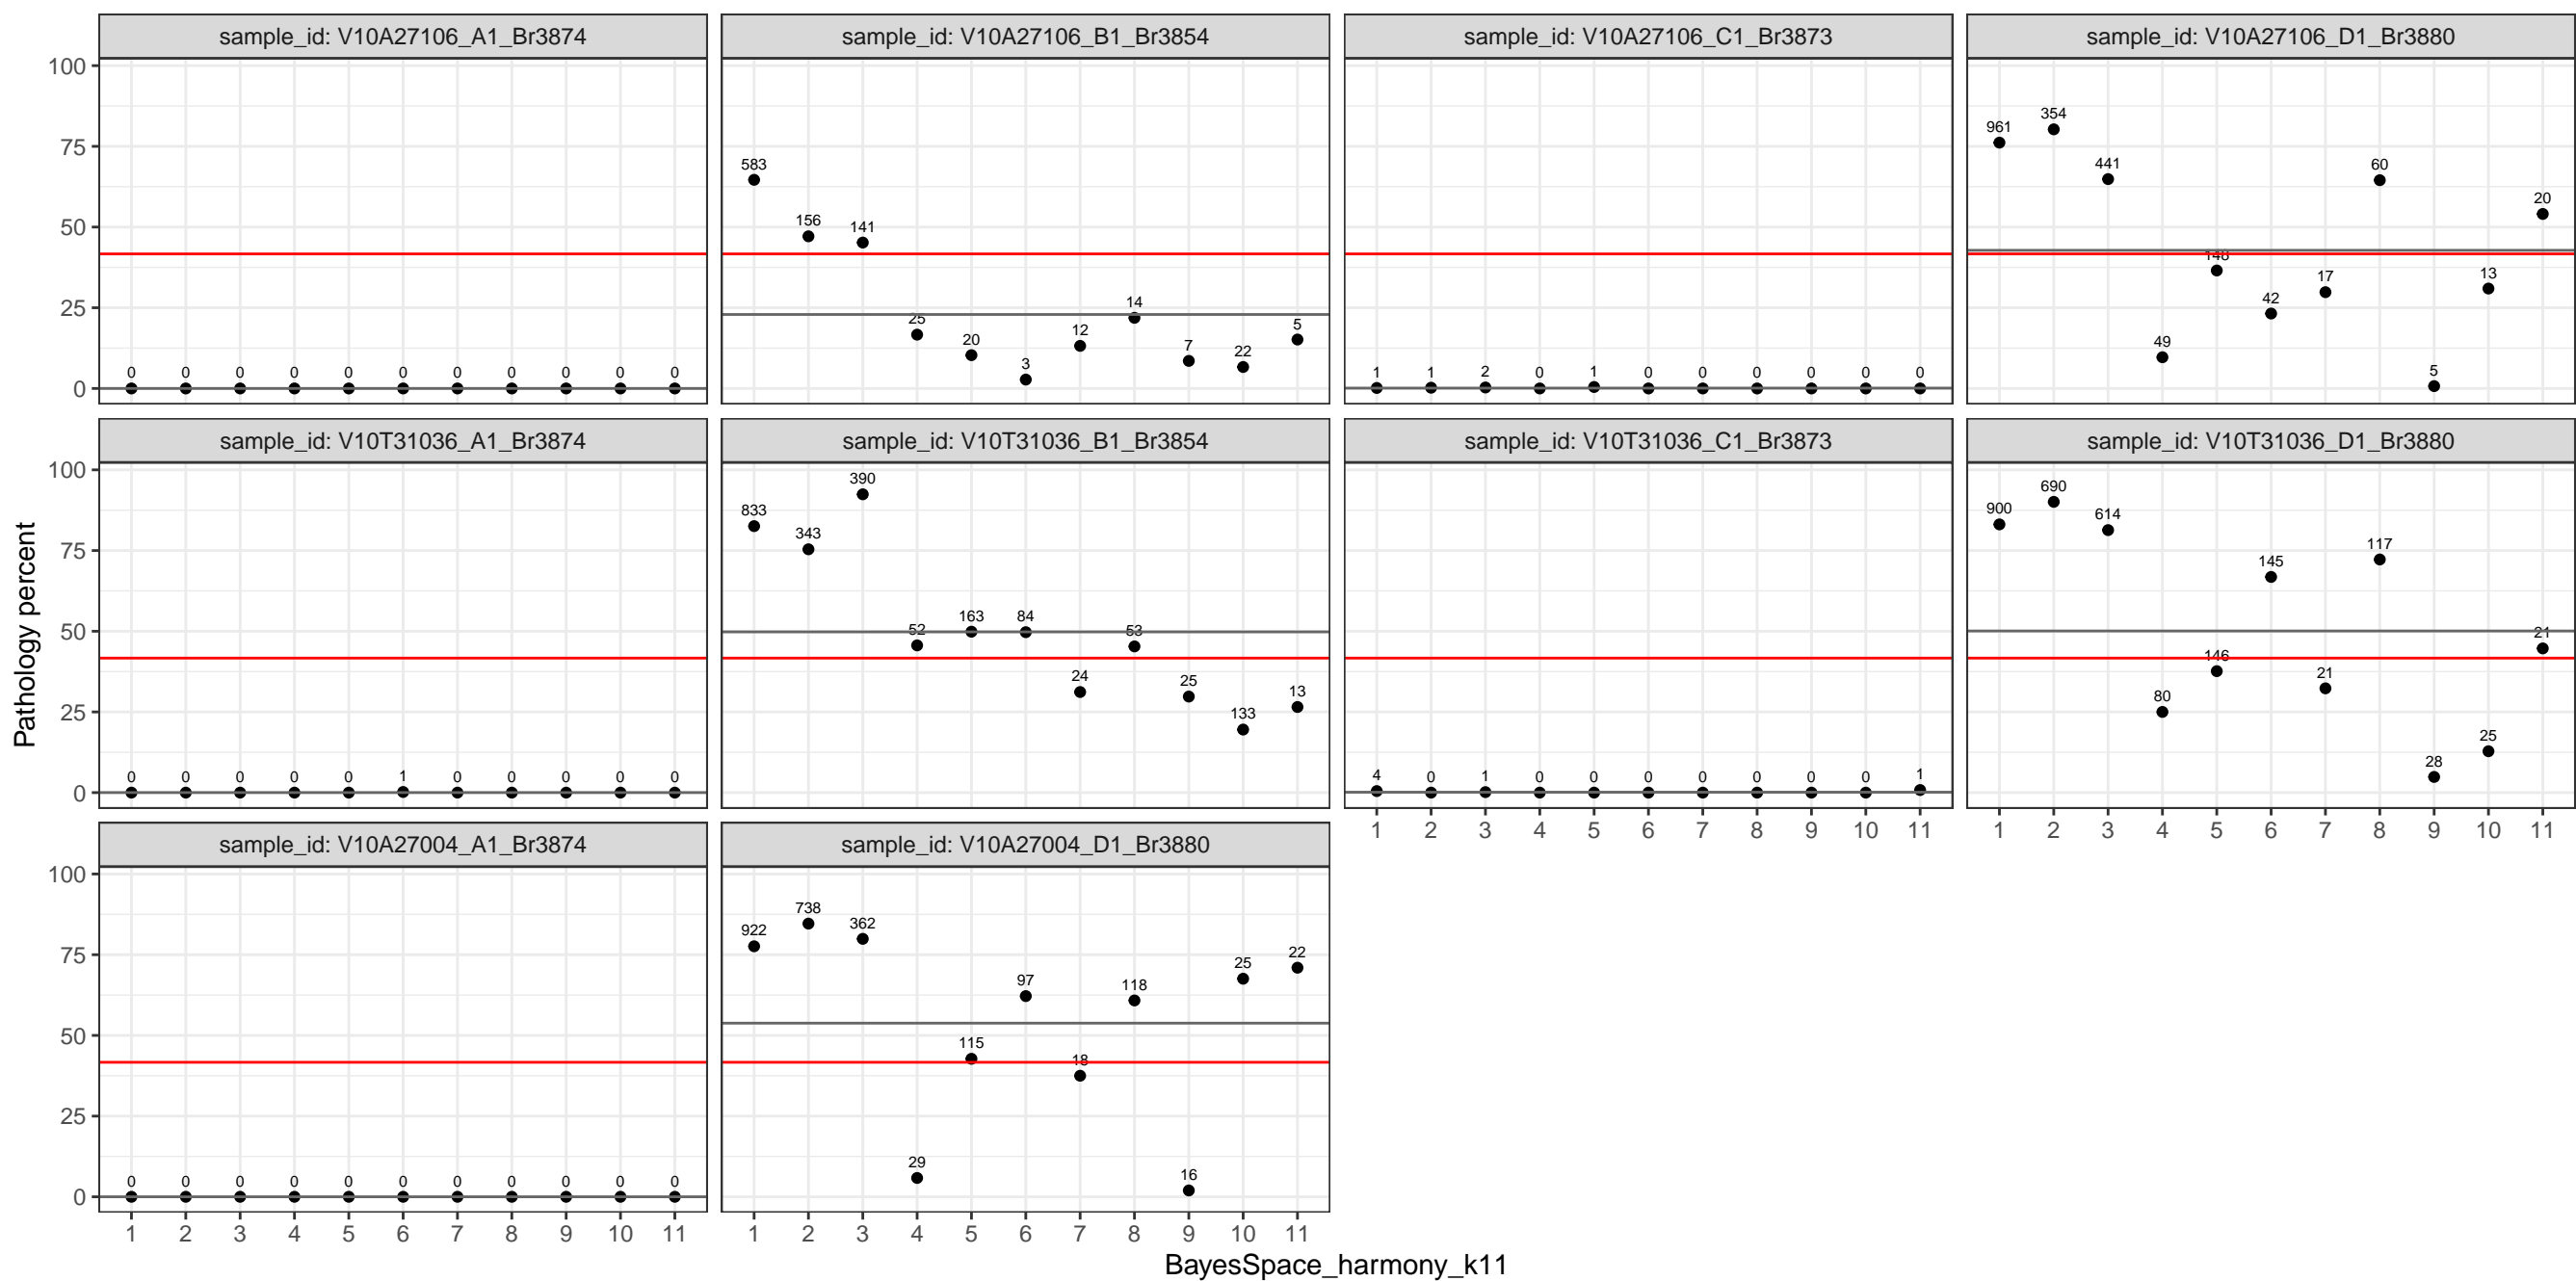 sample_id: V10A27106_A1_Br3874
sample_id: V10A27106_B1_Br3854
sample_id: V10A27106_C1_Br3873
sample_id: V10A27106_D1_Br3880
100
75
50
25
0
0 0 0 0 0 0 0 0 0 0 0
583 156 141 25 20 3 12 14 7 22 5
1 1 2 0 1 0 0 0 0 0 0
961 354 441 49 148 42 17 60 5 13 20
sample_id: V10T31036_A1_Br3874
sample_id: V10T31036_B1_Br3854
sample_id: V10T31036_C1_Br3873
sample_id: V10T31036_D1_Br3880
Pathology percent
100
75
50
25
0
0 0 0 0 0 1 0 0 0 0 0
833 343 390 52 163 84 24 53 25 133 13
4 0 1 0 0 0 0 0 0 0 1
900 690 614 80 146 145 21 117 28 25 21
1 2 3 4 5 6 7 8 9 10 11
1 2 3 4 5 6 7 8 9 10 11
sample_id: V10A27004_A1_Br3874
sample_id: V10A27004_D1_Br3880
100
75
50
25
0
0 0 0 0 0 0 0 0 0 0 0
922 738 362 29 115 97 18 118 16 25 22
1 2 3 4 5 6 7 8 9 10 11
1 2 3 4 5 6 7 8 9 10 11
BayesSpace_harmony_k11